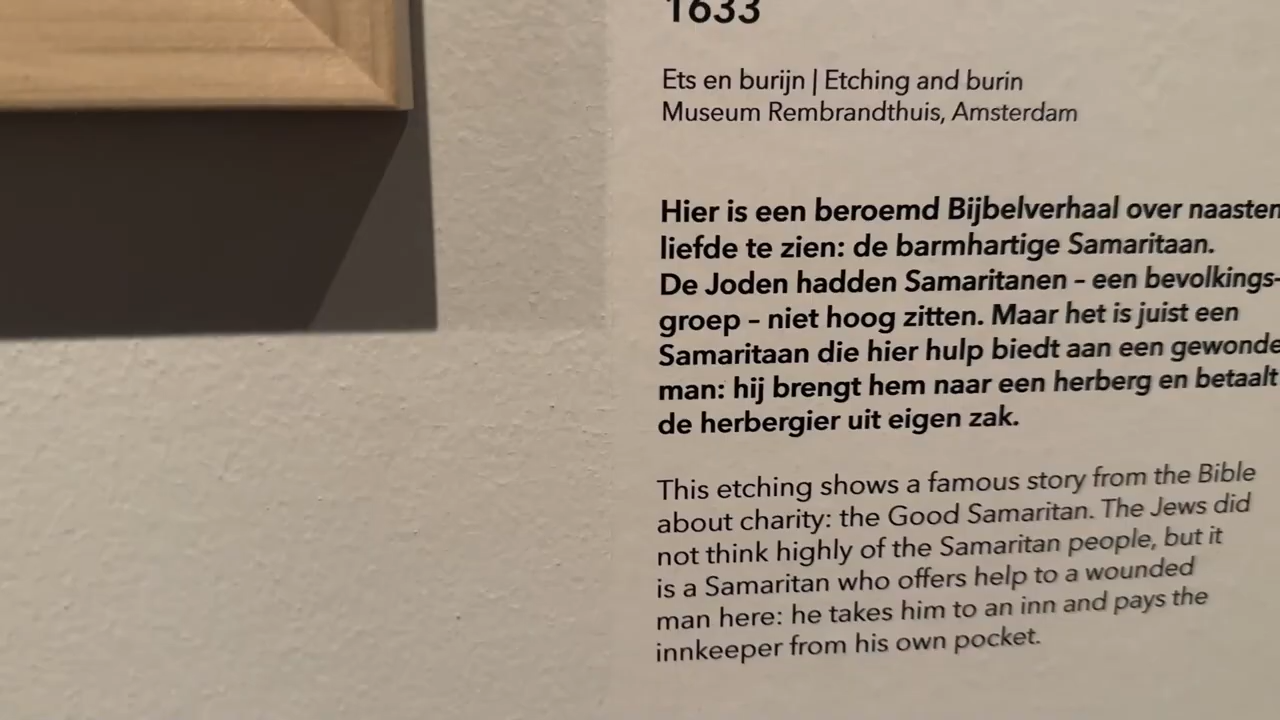 1633
Ets en burijn | Etching and burin
Museum Rembrandthuis, Amsterdam
Hier is een beroemd Bijbelverhaal over naasten
liefde te zien: de barmhartige Samaritaan.
De Joden hadden Samaritanen – een bevolkings-
groep – niet hoog zitten. Maar het is juist een
Samaritaan die hier hulp biedt aan een gewonde
man: hij brengt hem naar een herberg en betaalt
de herbergier uit eigen zak.
This etching shows a famous story from the Bible
about charity: the Good Samaritan. The Jews did
not think highly of the Samaritan people, but it
is a Samaritan who offers help to a wounded
man here: he takes him to an inn and pays the
innkeeper from his own pocket.